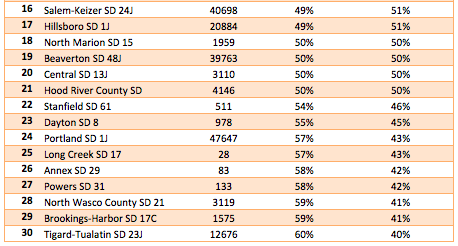 16 Salem-Keizer SD 24J 40698 49% 51%
17 Hillsboro SD 1J 20884 49% 51%
18 North Marion SD 15 1959 50% 50%
19 Beaverton SD 48J 39763 50% 50%
20 Central SD 13J 3110 50% 50%
21 Hood River County SD 4146 50% 50%
22 Stanfield SD 61 511 54% 46%
23 Dayton SD 8 978 55% 45%
24 Portland SD 1J 47647 57% 43%
25 Long Creek SD 17 28 57% 43%
26 Annex SD 29 83 58% 42%
27 Powers SD 31 133 58% 42%
28 North Wasco County SD 21 3119 59% 41%
29 Brookings-Harbor SD 17C 1575 59% 41%
30 Tigard-Tualatin SD 23J 12676 60% 40%